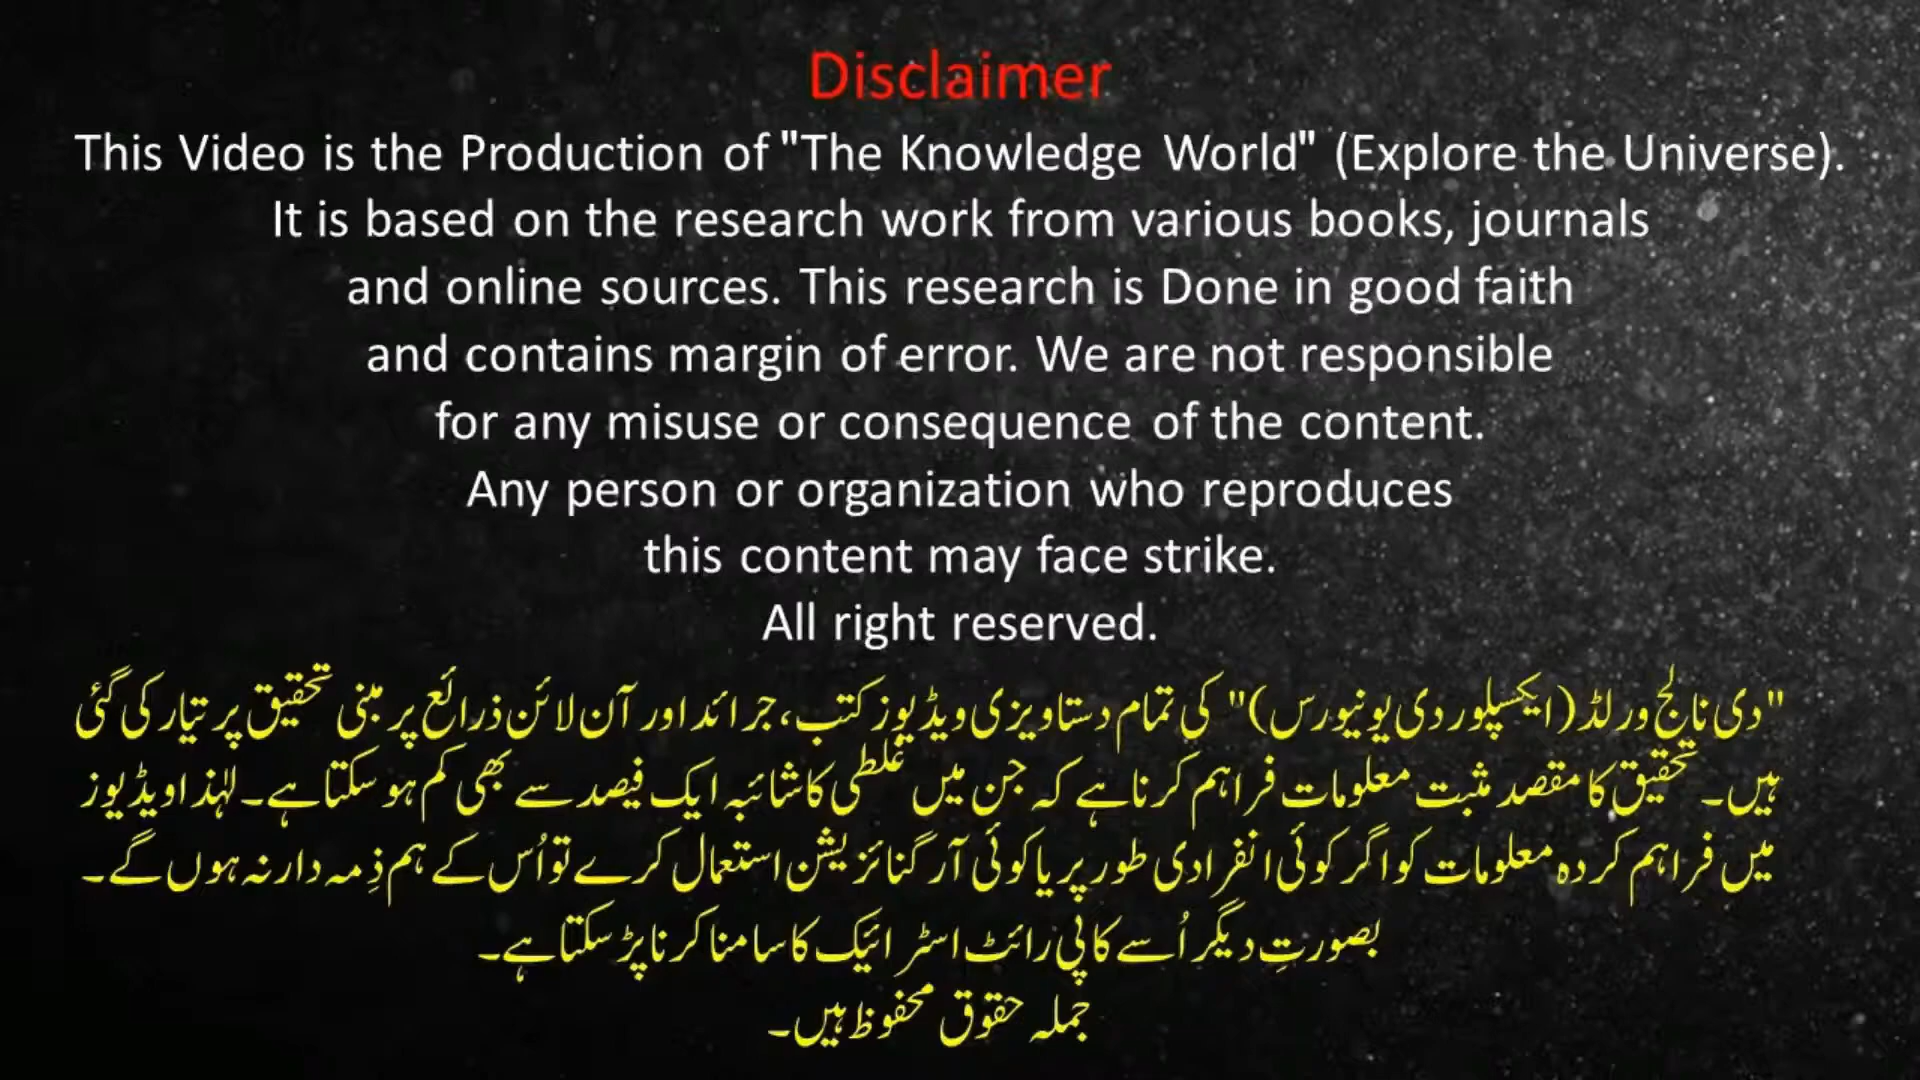 Disclaimer
This Video is the Production of "The Knowledge World" (Explore the Universe).
It is based on the research work from various books, journals
and online sources. This research is Done in good faith
and contains margin of error. We are not responsible
for any misuse or consequence of the content.
Any person or organization who reproduces
this content may face strike.
All right reserved.
"دی نالج ورلڈ (ایکسپلور دی یونیورس)" کی تمام دستاویزی ویڈیوز کتب، جرائد اور آن لائن ذرائع پر مبنی تحقیق پر تیار کی گئی
ہیں۔ تحقیق کا مقصد مثبت معلومات فراہم کرنا ہے کہ جن میں غلطی کا شائبہ ایک فیصد سے بھی کم ہو سکتا ہے۔ لہٰذا ویڈیوز
میں فراہم کردہ معلومات کو اگر کوئی انفرادی طور پر یا کوئی آرگنائزیشن استعمال کرے تو اُس کے ہم ذِمہ دار نہ ہوں گے۔
بصورتِ دیگر اُسے کاپی رائٹ اسٹرائیک کا سامنا کرنا پڑ سکتا ہے۔
جملہ حقوق محفوظ ہیں۔